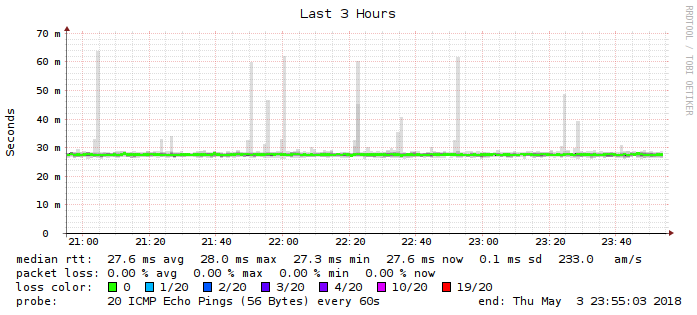 Last 3 Hours
RRDTOOL / TOBI OETIKER
Seconds
70 m
60 m
50 m
40 m
30 m
20 m
10 m
0
21:00 21:20 21:40 22:00 22:20 22:40 23:00 23:20 23:40
median rtt: 27.6 ms avg 28.0 ms max 27.3 ms min 27.6 ms now 0.1 ms sd 233.0 am/s
packet loss: 0.00 % avg 0.00 % max 0.00 % min 0.00 % now
loss color: 0 1/20 2/20 3/20 4/20 10/20 19/20
probe: 20 ICMP Echo Pings (56 Bytes) every 60s end: Thu May 3 23:55:03 2018